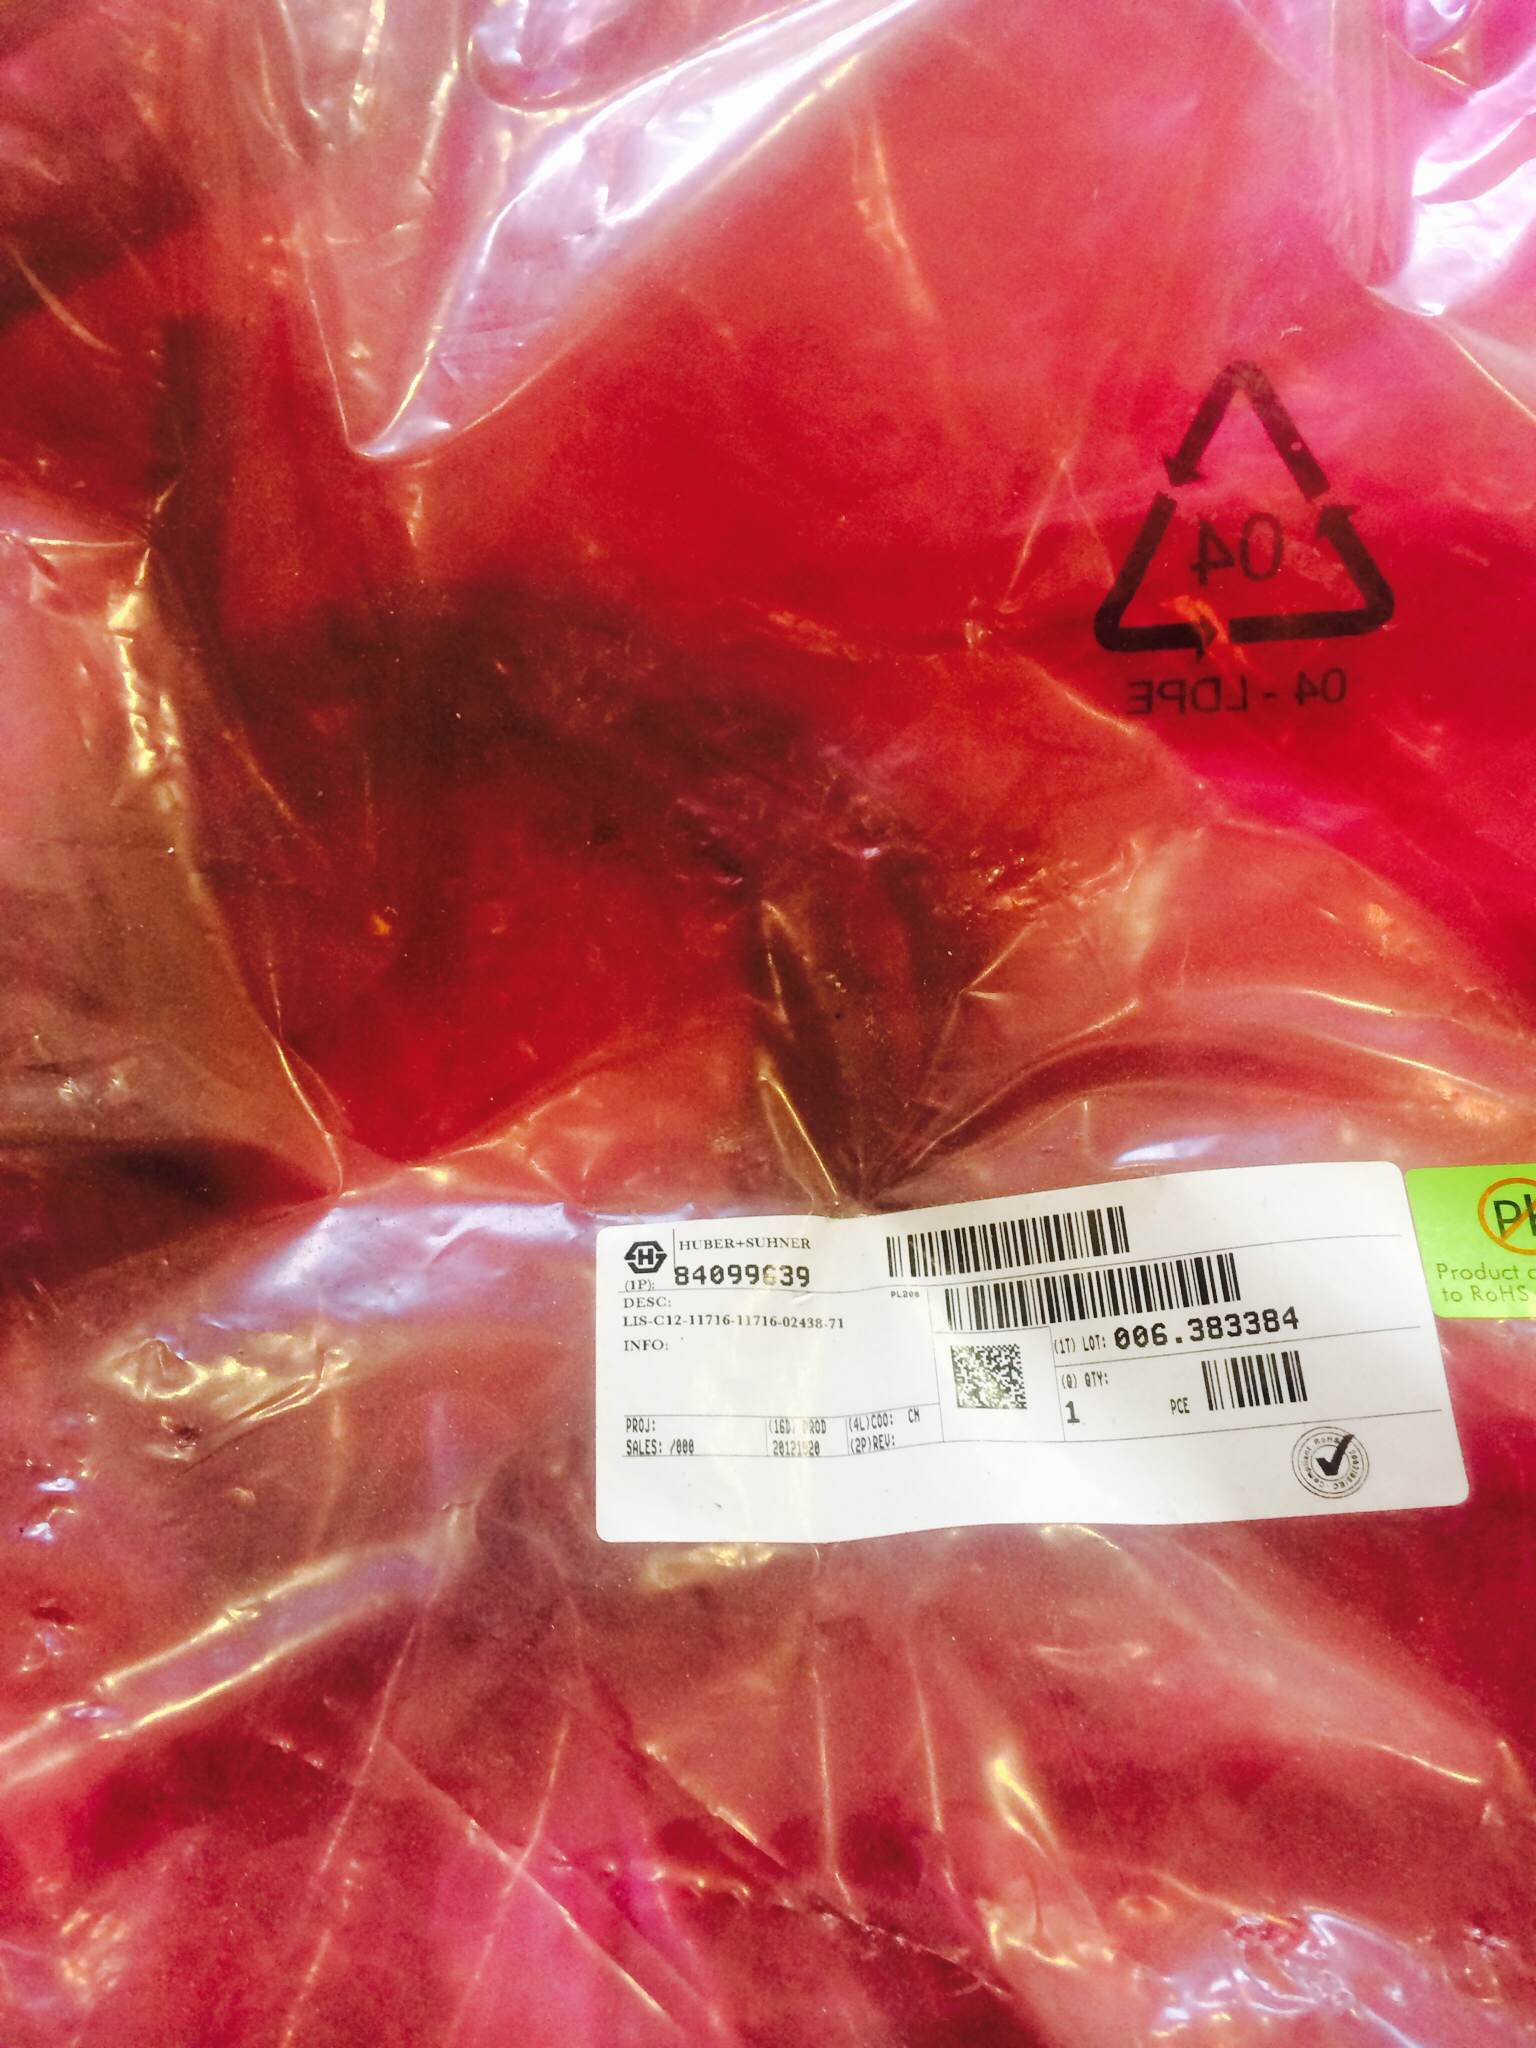 04
04 - LDPE
HUBER+SUHNER
(1P): 84099639
PL200
DESC:
LIS-C12-11716-11716-02438-71
INFO:
(1T) LOT: 006.383384
(Q) QTY:
1 PCE
PROJ: (16D) PROD (4L)COO: CN
SALES: /000 (2P)REV:
Product
to RoHS